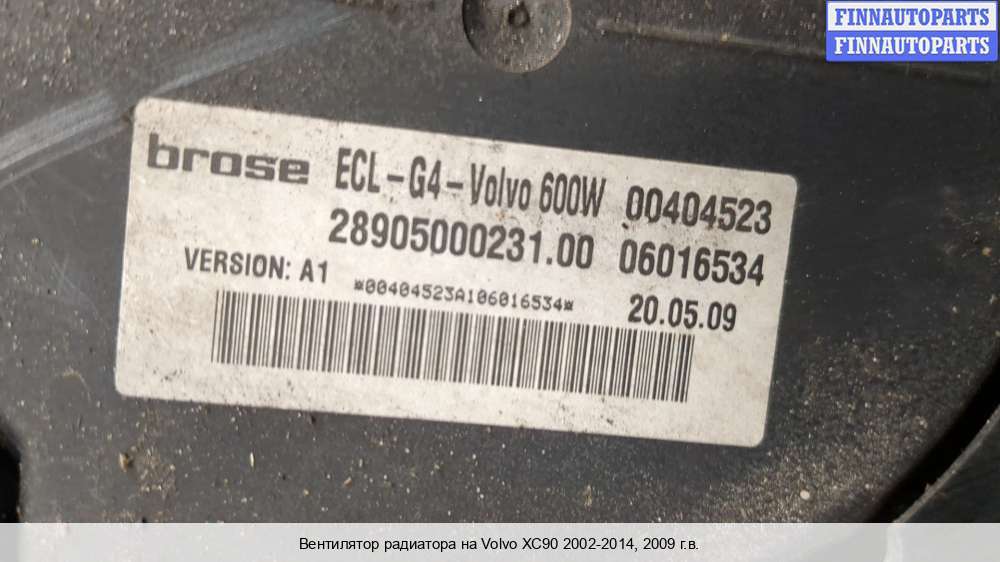 FINNAUTOPARTS
FINNAUTOPARTS
brose ECL-G4-Volvo 600W 00404523
28905000231.00 06016534
VERSION: A1 *00404523A106016534* 20.05.09
Вентилятор радиатора на Volvo XC90 2002-2014, 2009 г.в.